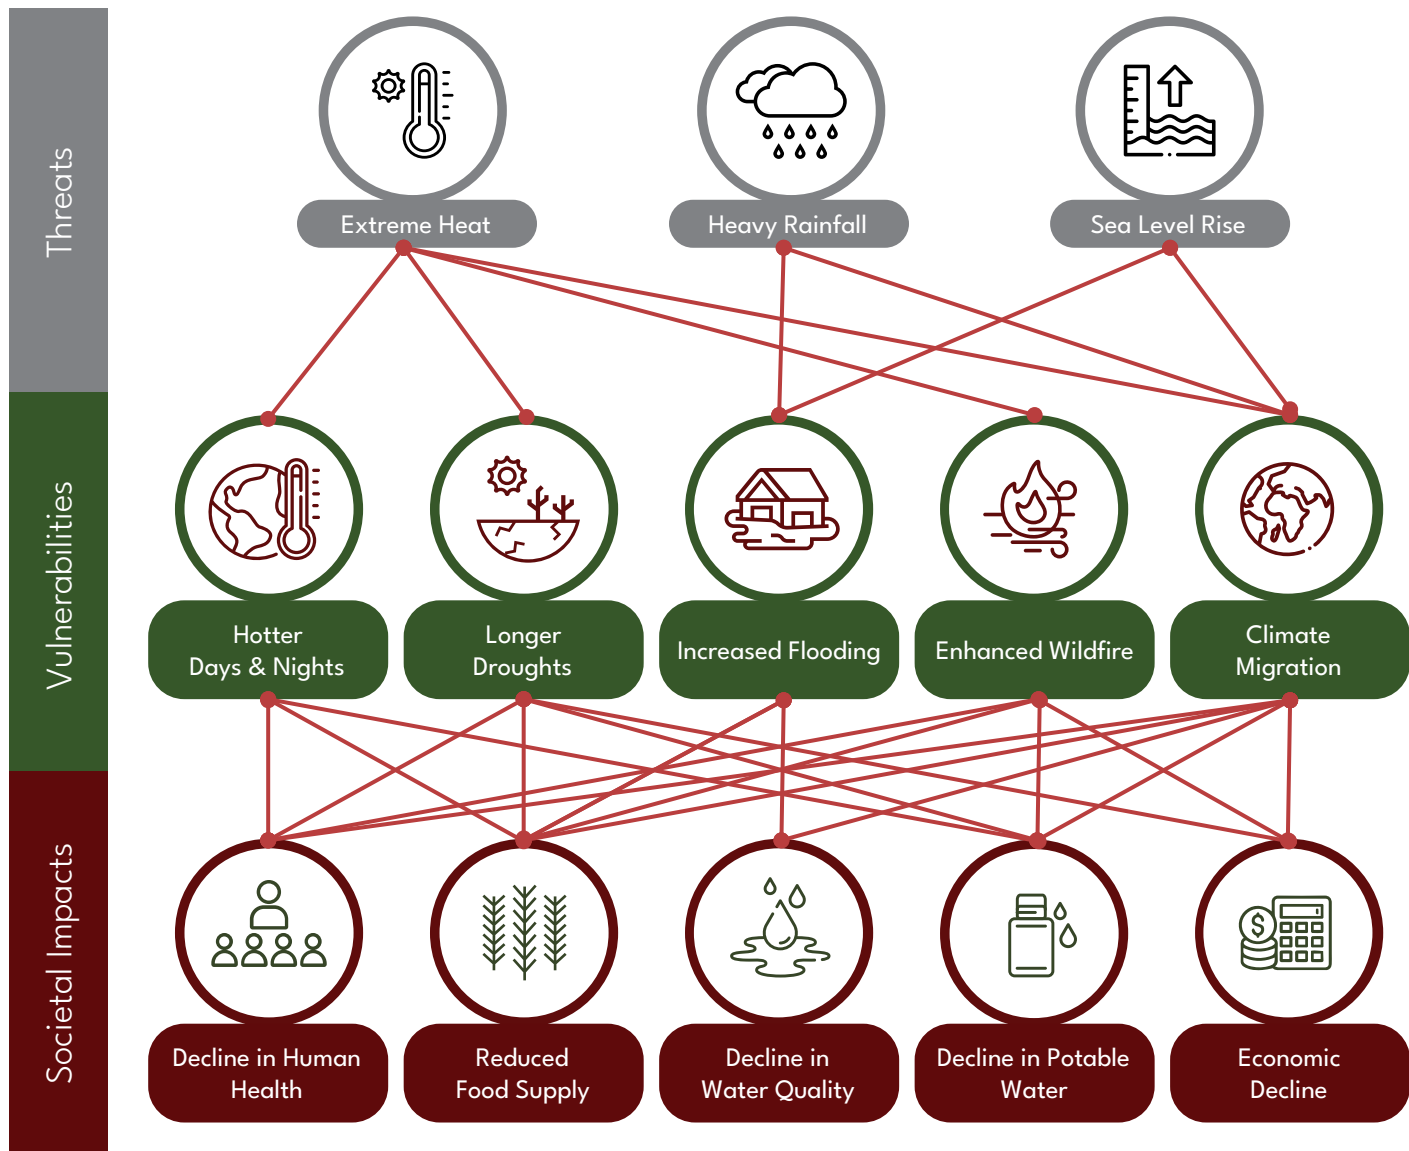 Threats
Extreme Heat
Heavy Rainfall
Sea Level Rise
Vulnerabilities
Hotter
Days & Nights
Longer
Droughts
Increased Flooding
Enhanced Wildfire
Climate
Migration
Societal Impacts
Decline in Human
Health
Reduced
Food Supply
Decline in
Water Quality
Decline in Potable
Water
Economic
Decline
$